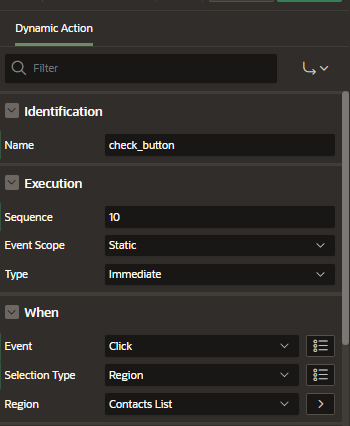 Dynamic Action
Filter
Identification
Name check_button
Execution
Sequence 10
Event Scope Static
Type Immediate
When
Event Click
Selection Type Region
Region Contacts List